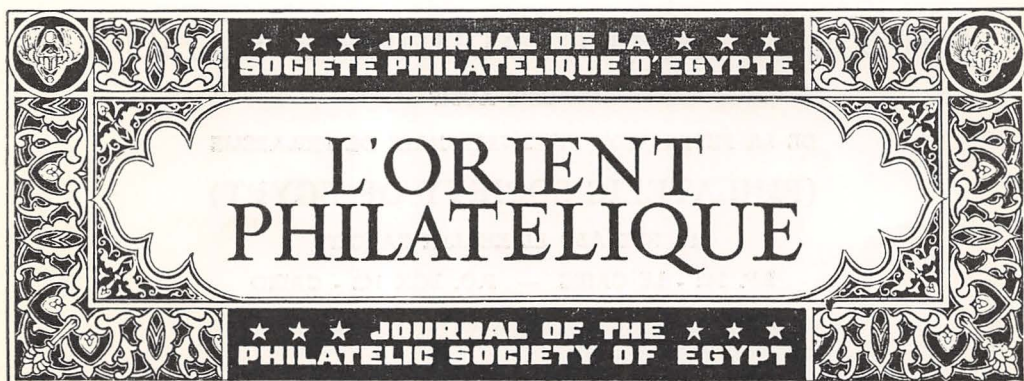 ★ ★ ★ JOURNAL DE LA ★ ★ ★
SOCIETE PHILATELIQUE D'EGYPTE
L'ORIENT
PHILATELIQUE
★ ★ ★ JOURNAL OF THE ★ ★ ★
PHILATELIC SOCIETY OF EGYPT